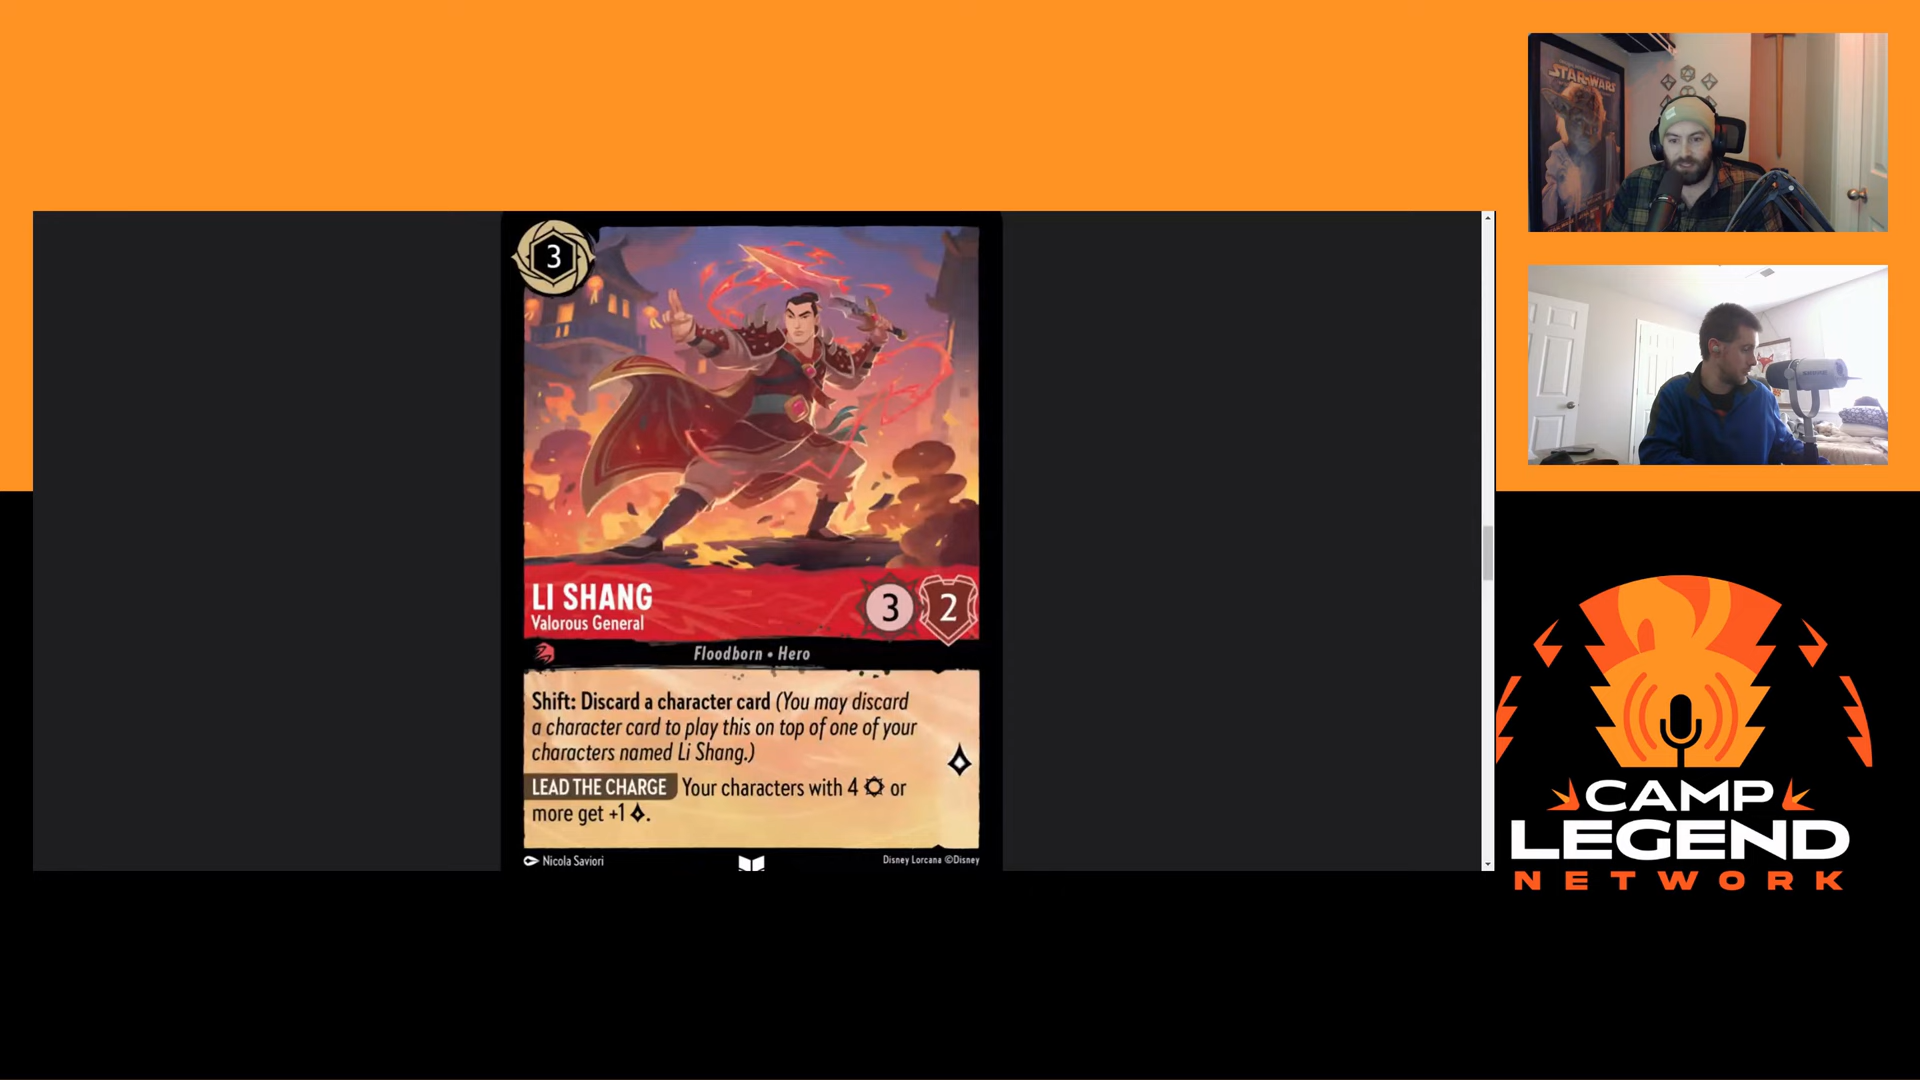 STAR WARS
3
LI SHANG
Valorous General
3 2
Floodborn • Hero
Shift: Discard a character card (You may discard
a character card to play this on top of one of your
characters named Li Shang.)
LEAD THE CHARGE Your characters with 4 or
more get +1 .
Nicola Saviori
Disney Lorcana ©Disney
CAMP
LEGEND
NETWORK